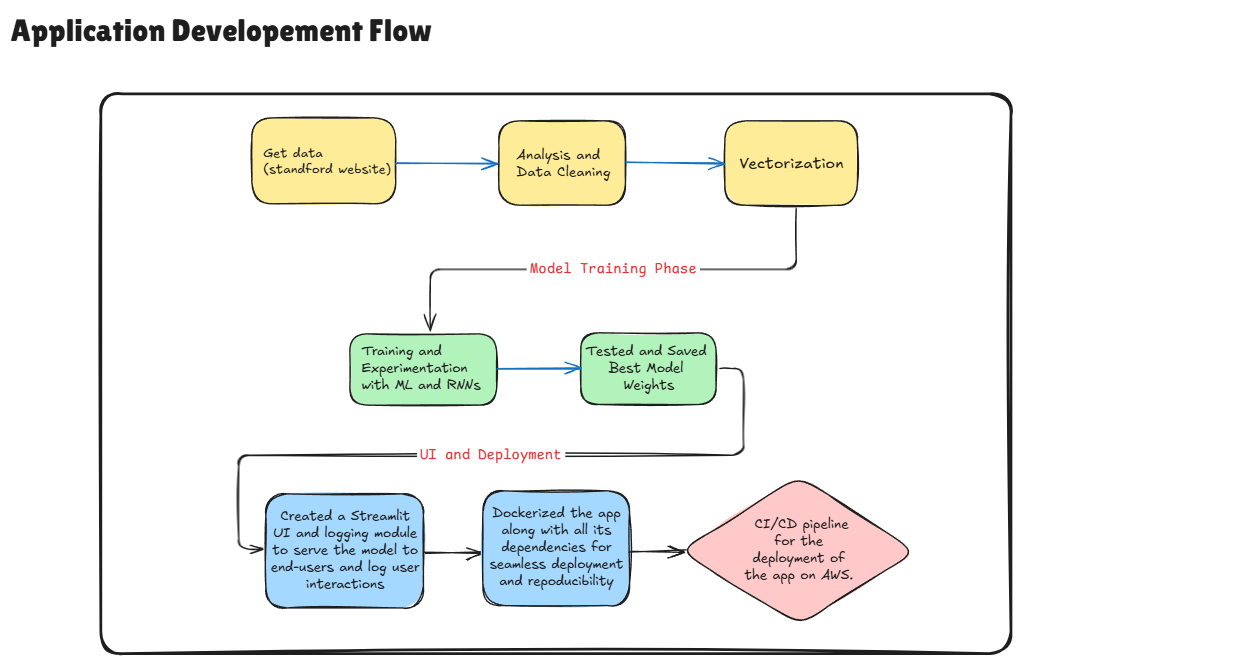 Application Developement Flow
Get data
(standford website)
Analysis and
Data Cleaning
Vectorization
Model Training Phase
Training and
Experimentation
with ML and RNNs
Tested and Saved
Best Model
Weights
UI and Deployment
Created a Streamlit
UI and logging module
to serve the model to
end-users and log user
interactions
Dockerized the app
along with all its
dependencies for
seamless deployment
and repoducibility
CI/CD pipeline
for the
deployment of
the app on AWS.